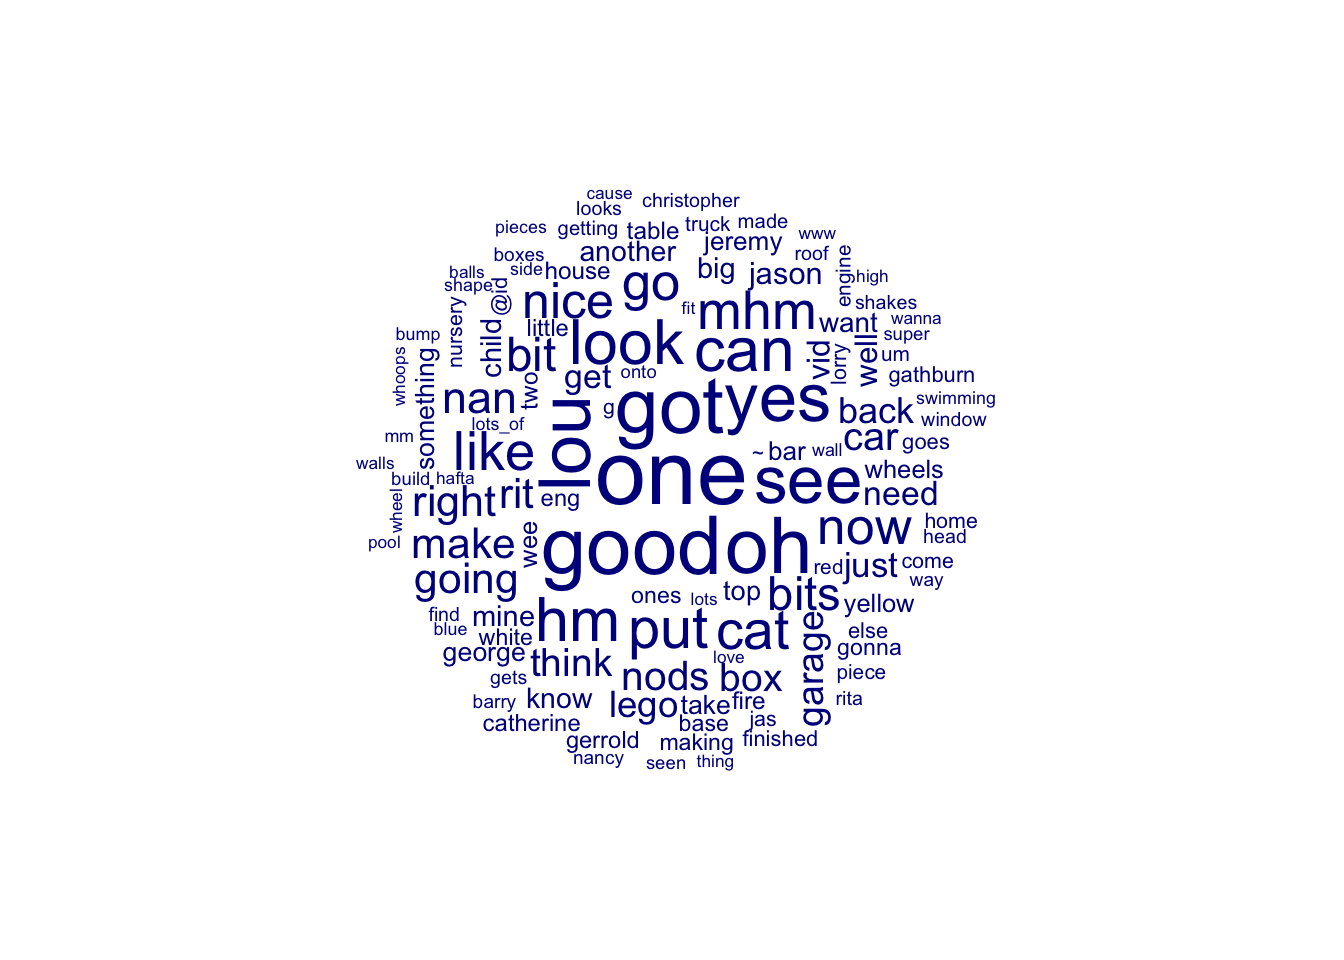 cause
looks christopher
pieces getting table truck made www
boxes another jeremy roof
balls side house go big jason engine high
shape @id nice fit mhm shakes
nursery child little look can want wanna
bump bit vid lorry well super
whoops something two get onto um
nan g got yes gathburn
lots_of lou back swimming
mm like ~ bar wall car window
walls goes
build hafta one see wheels
wheel right rit eng need
pool make wee good oh now home
head
going red just come
way
find ones lots top bits yellow
blue mine hm put cat garage else
white gonna
george think love piece
gets nods box
barry know lego take fire rita
catherine base jas
gerrold making finished
nancy seen thing